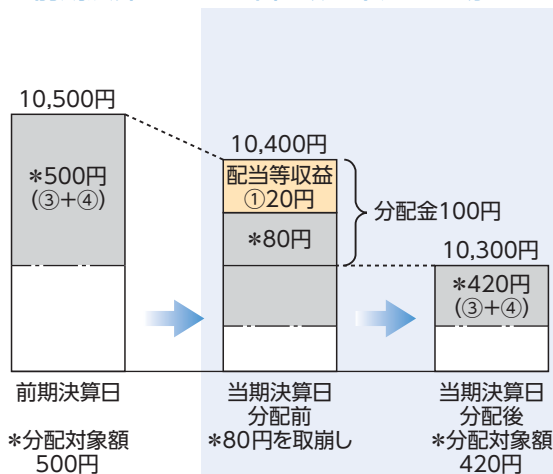 10,500円
*500円
(③+④)
10,400円
配当等収益
①20円
*80円
分配金100円
10,300円
*420円
(③+④)
前期決算日
*分配対象額
500円
当期決算日
分配前
*80円を取崩し
当期決算日
分配後
*分配対象額
420円